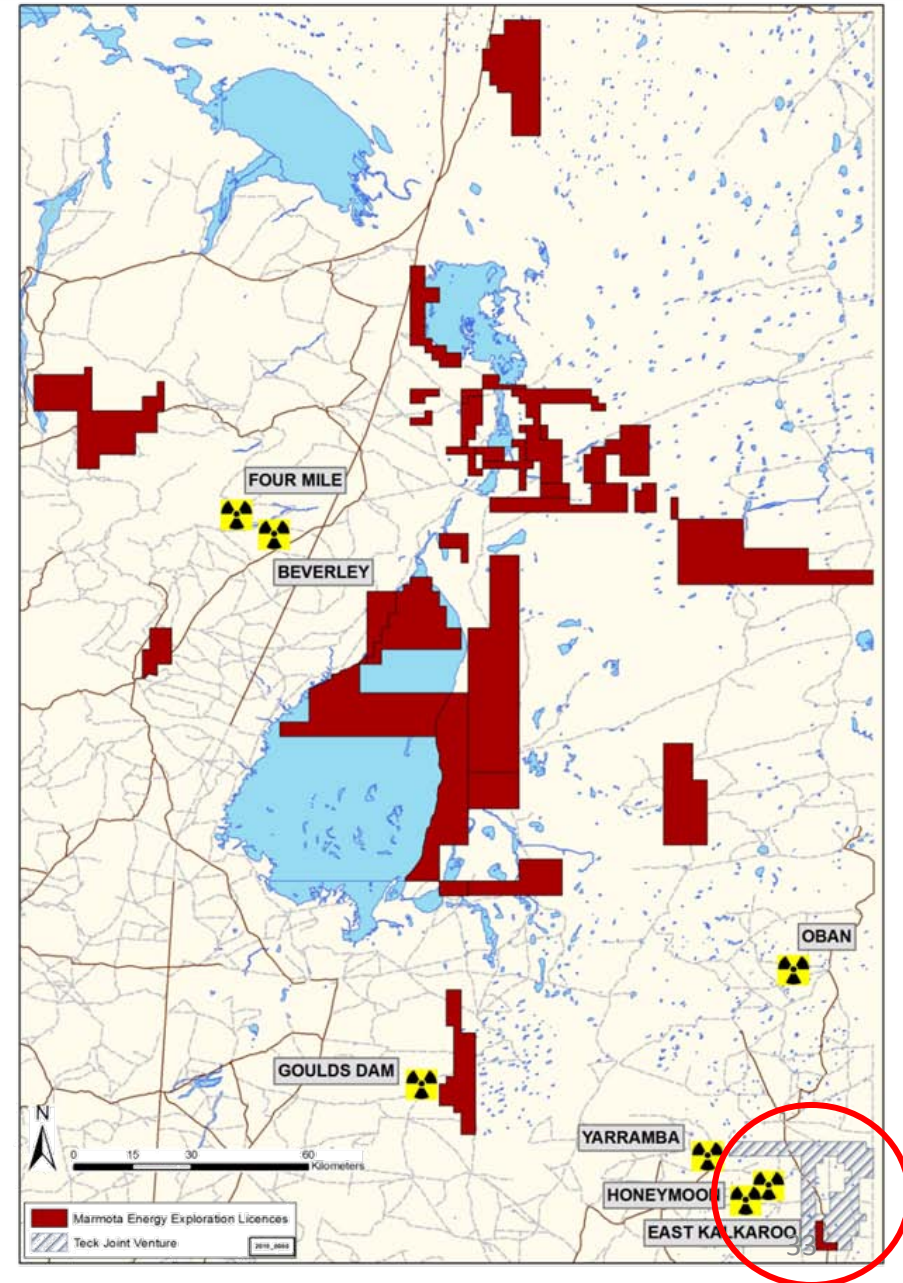 FOUR MILE
BEVERLEY
OBAN
GOULDS DAM
YARRAMBA
HONEYMOON
EAST KALKAROO
33
N
0 15 30 60
Kilometers
Marmota Energy Exploration Licences
Teck Joint Venture